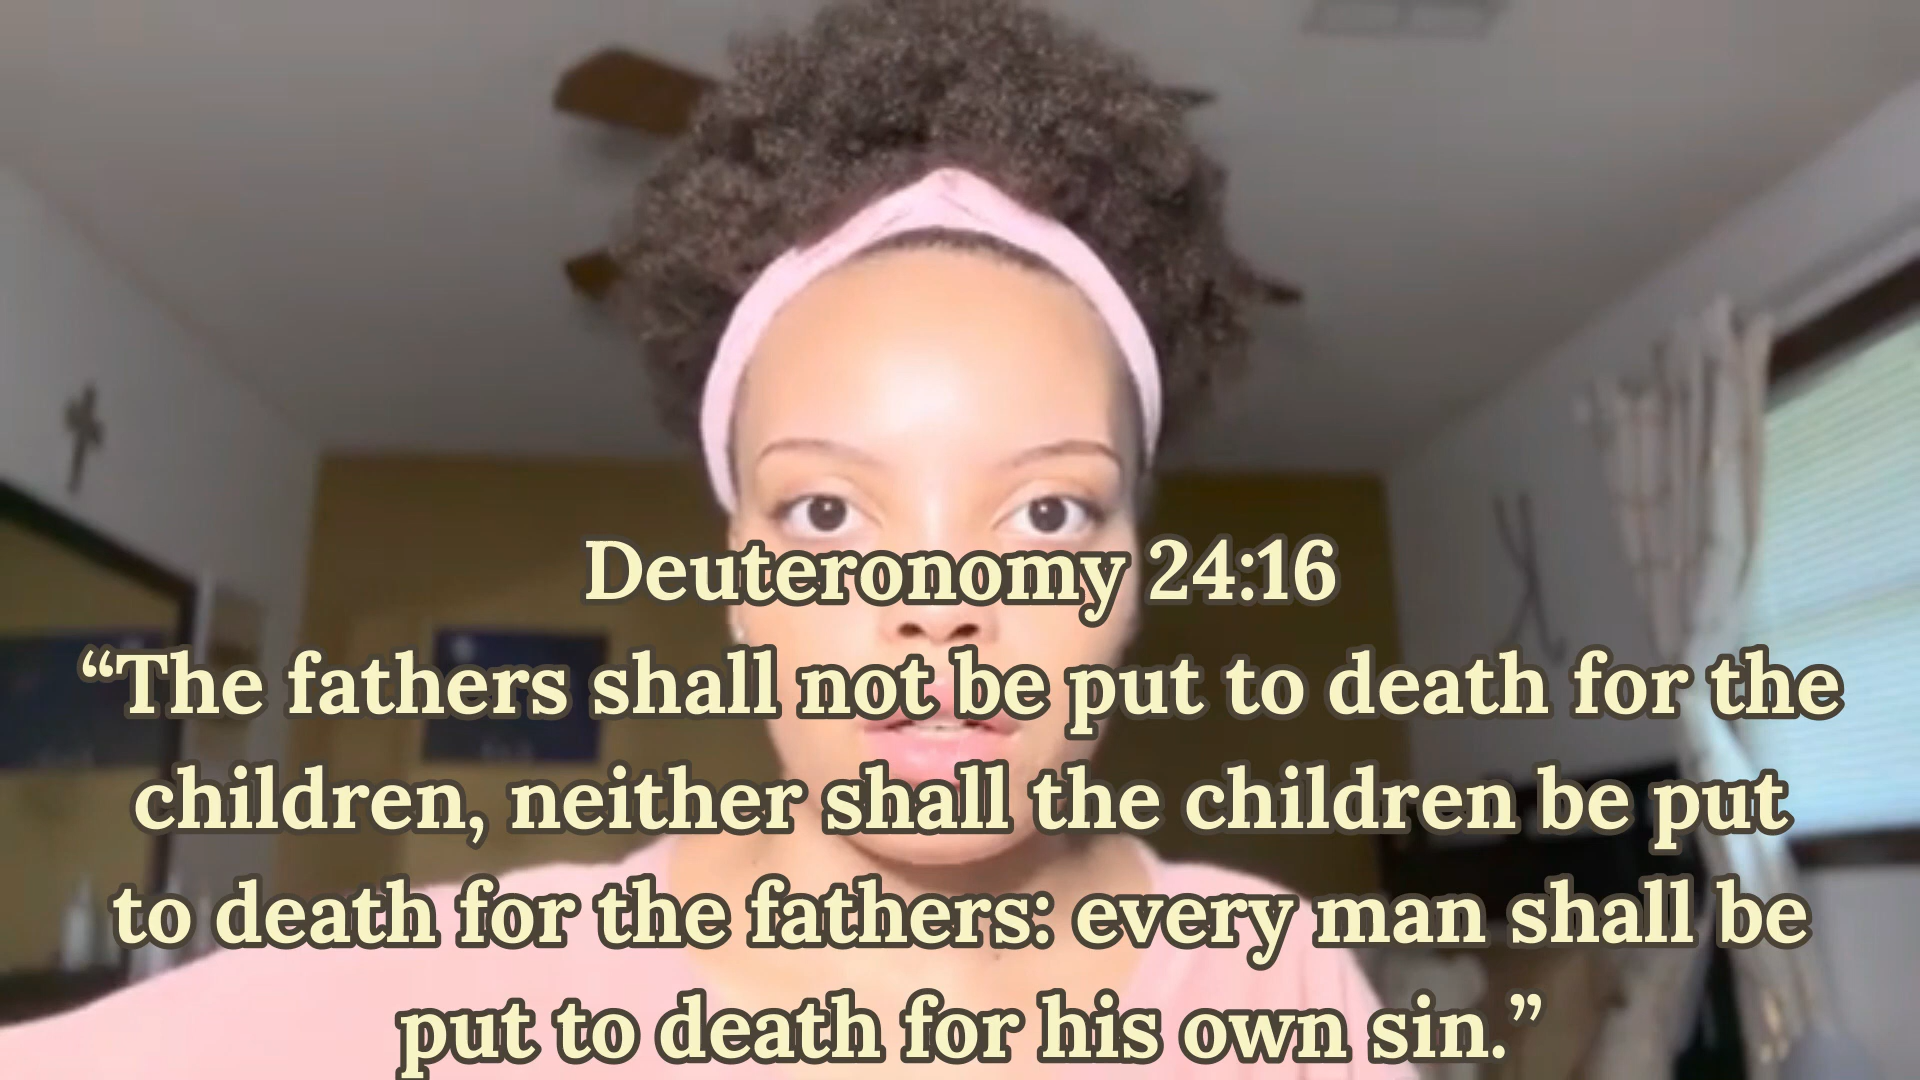 Deuteronomy 24:16
“The fathers shall not be put to death for the
children, neither shall the children be put
to death for the fathers: every man shall be
put to death for his own sin.”